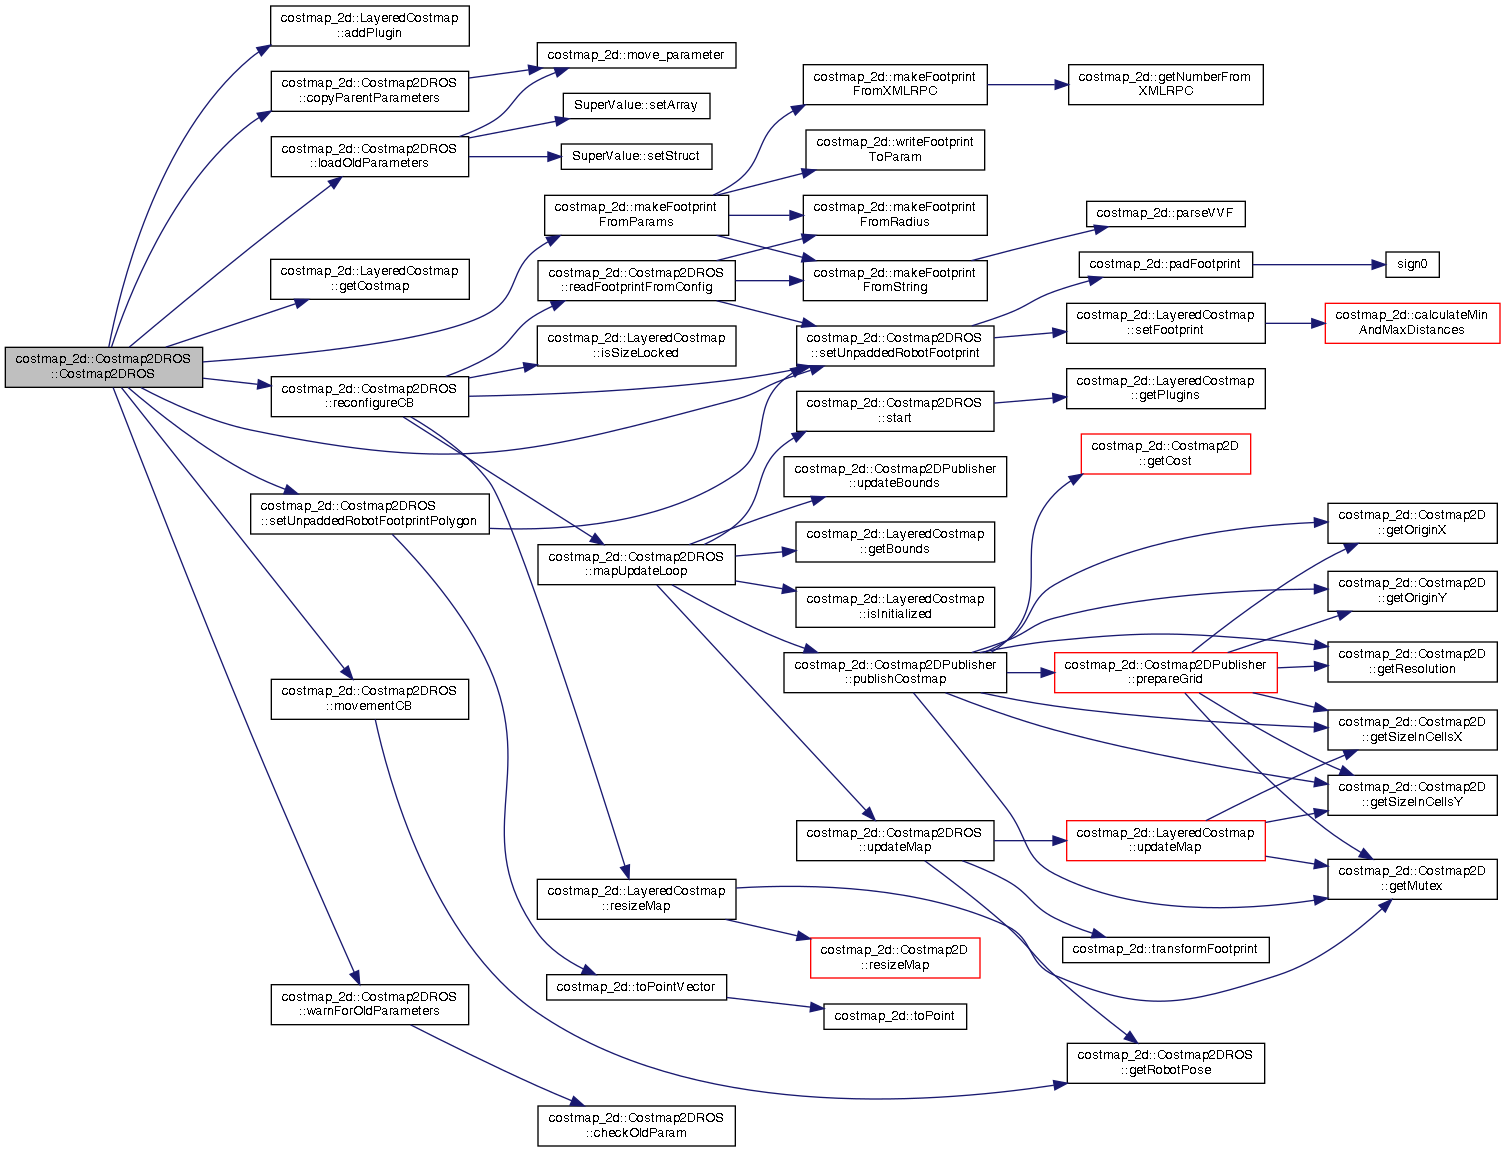 costmap_2d::LayeredCostmap
::addPlugin
costmap_2d::Costmap2DROS
::copyParentParameters
costmap_2d::Costmap2DROS
::loadOldParameters
costmap_2d::LayeredCostmap
::getCostmap
costmap_2d::Costmap2DROS
::Costmap2DROS
costmap_2d::Costmap2DROS
::reconfigureCB
costmap_2d::Costmap2DROS
::setUnpaddedRobotFootprintPolygon
costmap_2d::Costmap2DROS
::movementCB
costmap_2d::Costmap2DROS
::warnForOldParameters
costmap_2d::move_parameter
SuperValue::setArray
SuperValue::setStruct
costmap_2d::makeFootprint
FromParams
costmap_2d::Costmap2DROS
::readFootprintFromConfig
costmap_2d::LayeredCostmap
::isSizeLocked
costmap_2d::Costmap2DROS
::mapUpdateLoop
costmap_2d::LayeredCostmap
::resizeMap
costmap_2d::toPointVector
costmap_2d::Costmap2DROS
::checkOldParam
costmap_2d::makeFootprint
FromXMLRPC
costmap_2d::writeFootprint
ToParam
costmap_2d::makeFootprint
FromRadius
costmap_2d::makeFootprint
FromString
costmap_2d::Costmap2DROS
::setUnpaddedRobotFootprint
costmap_2d::Costmap2DROS
::start
costmap_2d::Costmap2DPublisher
::updateBounds
costmap_2d::LayeredCostmap
::getBounds
costmap_2d::LayeredCostmap
::isInitialized
costmap_2d::Costmap2DPublisher
::publishCostmap
costmap_2d::Costmap2DROS
::updateMap
costmap_2d::Costmap2D
::resizeMap
costmap_2d::toPoint
costmap_2d::getNumberFrom
XMLRPC
costmap_2d::parseVVF
costmap_2d::padFootprint
costmap_2d::LayeredCostmap
::setFootprint
costmap_2d::LayeredCostmap
::getPlugins
costmap_2d::Costmap2D
::getCost
costmap_2d::Costmap2DPublisher
::prepareGrid
costmap_2d::LayeredCostmap
::updateMap
costmap_2d::transformFootprint
costmap_2d::Costmap2DROS
::getRobotPose
sign0
costmap_2d::calculateMin
AndMaxDistances
costmap_2d::Costmap2D
::getOriginX
costmap_2d::Costmap2D
::getOriginY
costmap_2d::Costmap2D
::getResolution
costmap_2d::Costmap2D
::getSizeInCellsX
costmap_2d::Costmap2D
::getSizeInCellsY
costmap_2d::Costmap2D
::getMutex